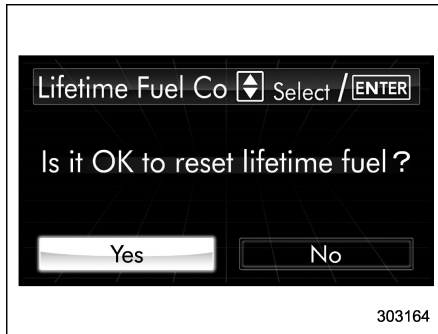 Lifetime Fuel Co Select / ENTER
Is it OK to reset lifetime fuel ?
Yes No
303164